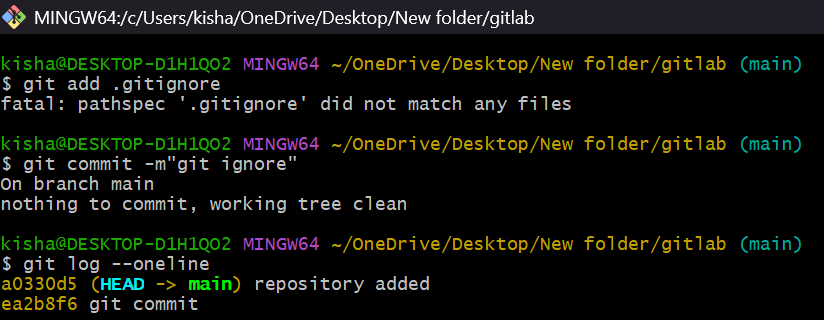 MINGW64:/c/Users/kisha/OneDrive/Desktop/New folder/gitlab
kisha@DESKTOP-D1H1QO2 MINGW64 ~/OneDrive/Desktop/New folder/gitlab (main)
$ git add .gitignore
fatal: pathspec '.gitignore' did not match any files
kisha@DESKTOP-D1H1QO2 MINGW64 ~/OneDrive/Desktop/New folder/gitlab (main)
$ git commit -m"git ignore"
On branch main
nothing to commit, working tree clean
kisha@DESKTOP-D1H1QO2 MINGW64 ~/OneDrive/Desktop/New folder/gitlab (main)
$ git log --oneline
a0330d5 (HEAD -> main) repository added
ea2b8f6 git commit